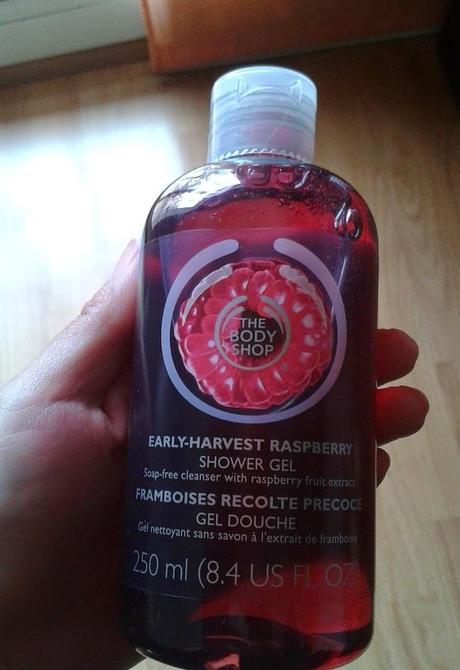 THE
BODY
SHOP
EARLY-HARVEST RASPBERRY
SHOWER GEL
Soap-free cleanser with raspberry fruit extract
FRAMBOISES RECOLTE PRECOCE
GEL DOUCHE
Gel nettoyant sans savon à l'extrait de framboise
250 ml (8.4 US FL OZ